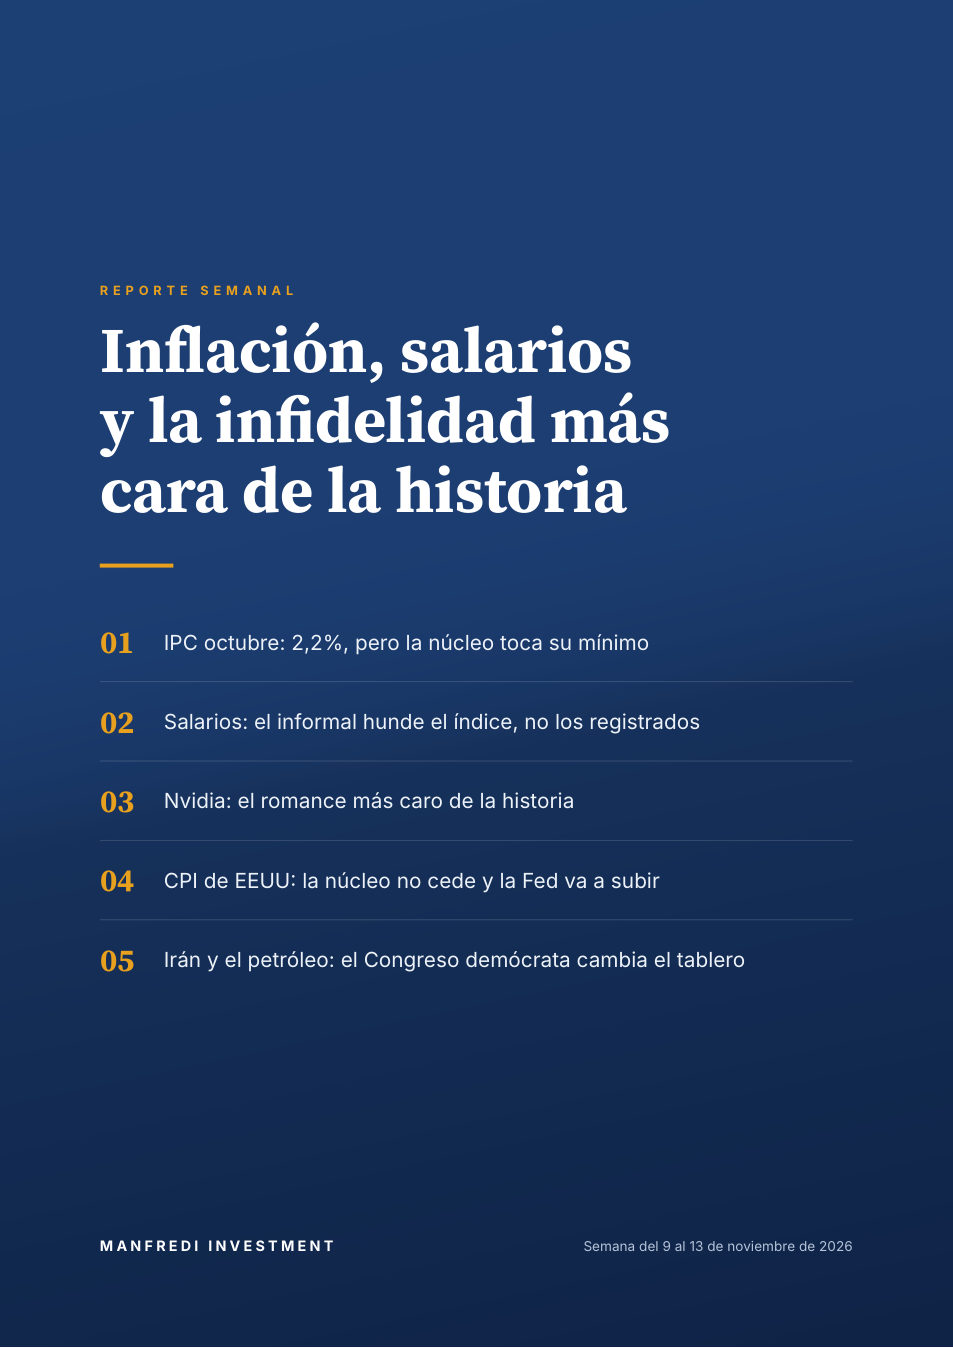 REPORTE SEMANAL
Inflación, salarios
y la infidelidad más
cara de la historia
01 IPC octubre: 2,2%, pero la núcleo toca su mínimo
02 Salarios: el informal hunde el índice, no los registrados
03 Nvidia: el romance más caro de la historia
04 CPI de EEUU: la núcleo no cede y la Fed va a subir
05 Irán y el petróleo: el Congreso demócrata cambia el tablero
MANFREDI INVESTMENT Semana del 9 al 13 de noviembre de 2026